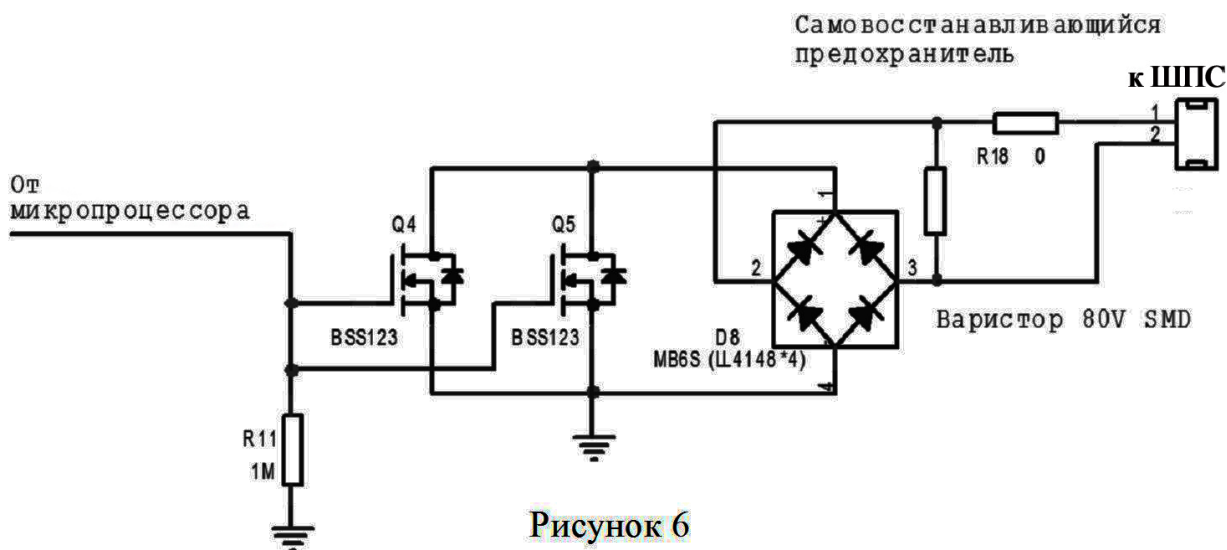 Самовосстанавливающийся
предохранитель
к ШПС
1
2
R18 0
От
микропроцессора
Q4
Q5
1
+
2
3
BSS123
BSS123
Варистор 80V SMD
D8
MB6S (LL4148*4)
4
R11
1M
Рисунок 6